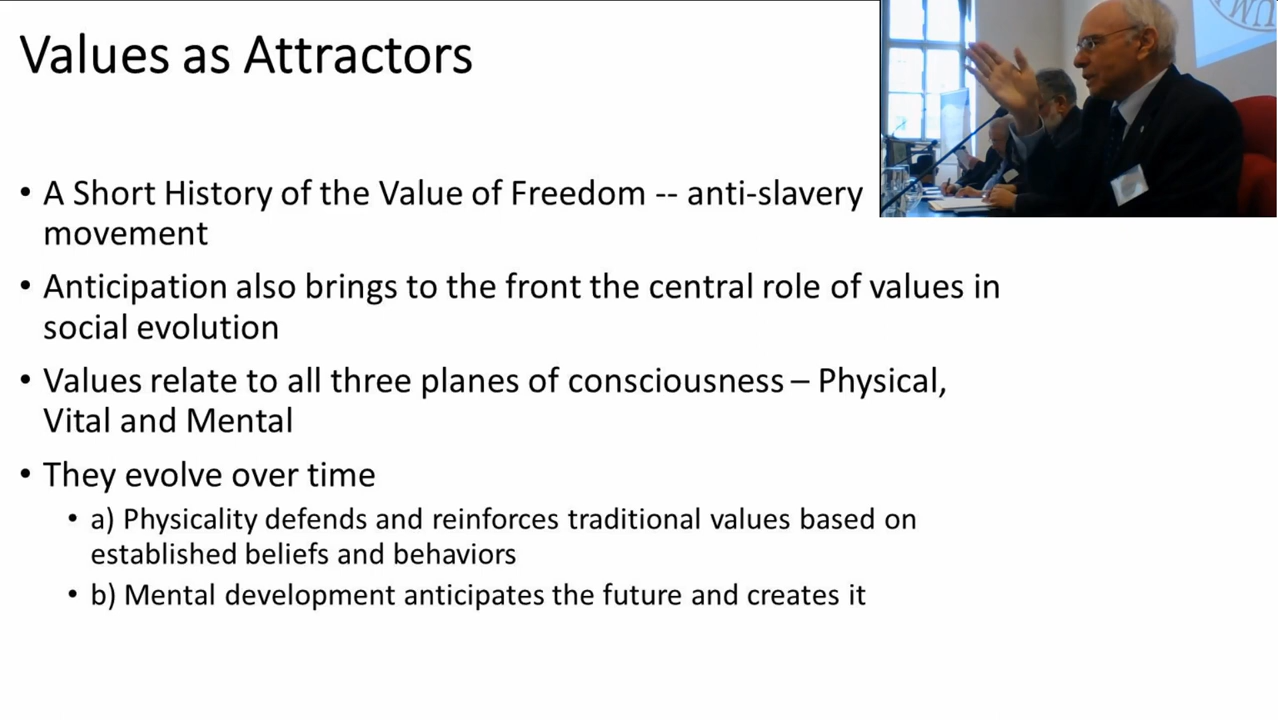 Values as Attractors
• A Short History of the Value of Freedom -- anti-slavery
movement
• Anticipation also brings to the front the central role of values in
social evolution
• Values relate to all three planes of consciousness – Physical,
Vital and Mental
• They evolve over time
• a) Physicality defends and reinforces traditional values based on
established beliefs and behaviors
• b) Mental development anticipates the future and creates it